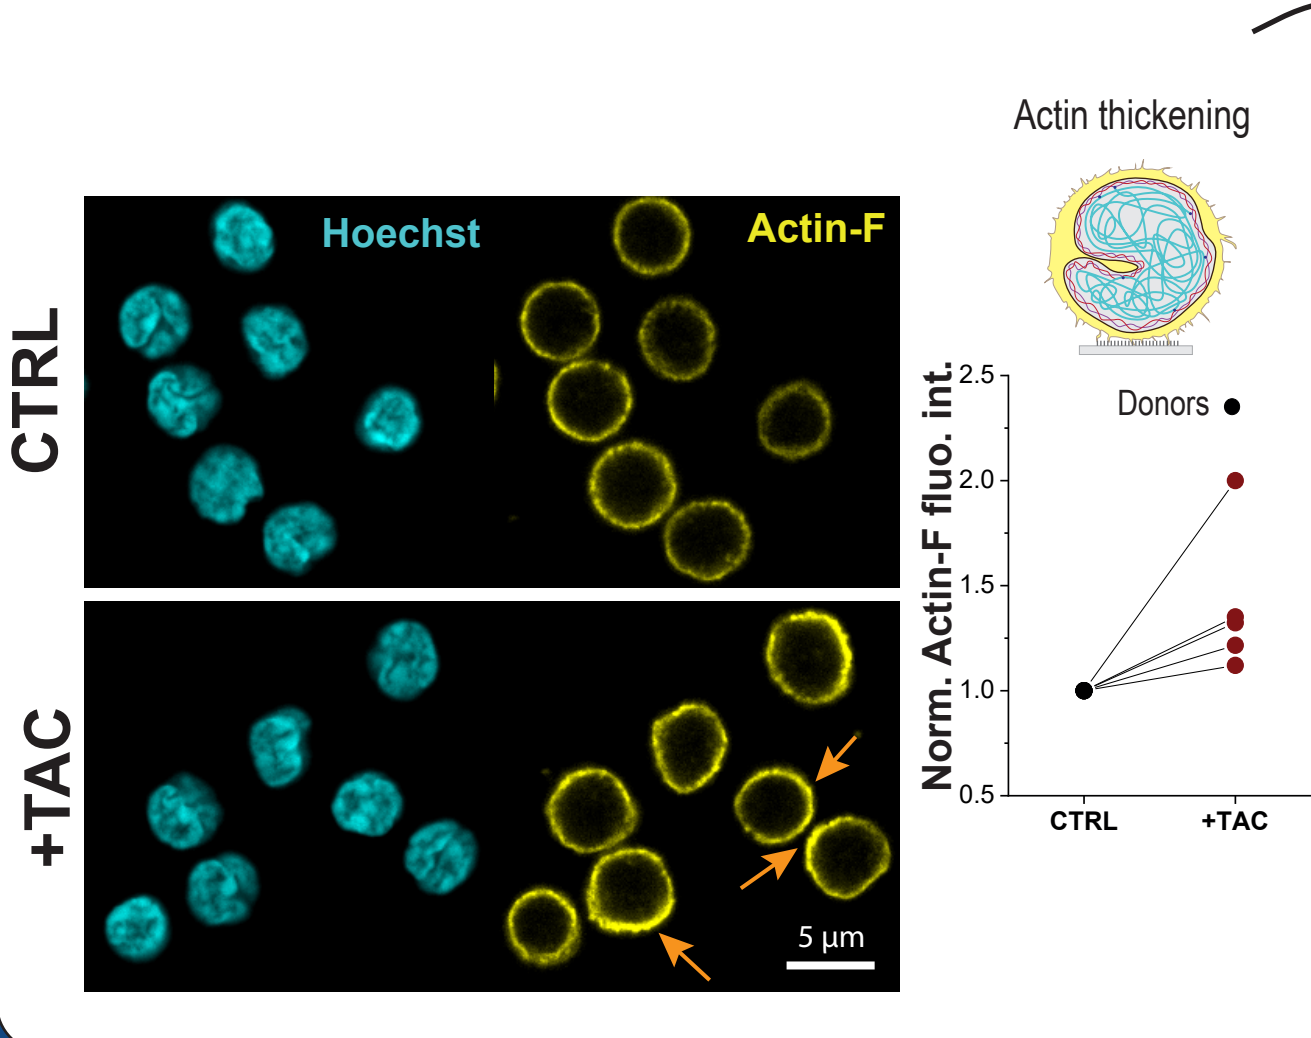 Actin thickening
Hoechst
Actin-F
CTRL
+TAC
5 µm
Norm. Actin-F fluo. int.
2.5
2.0
1.5
1.0
0.5
Donors
CTRL
+TAC